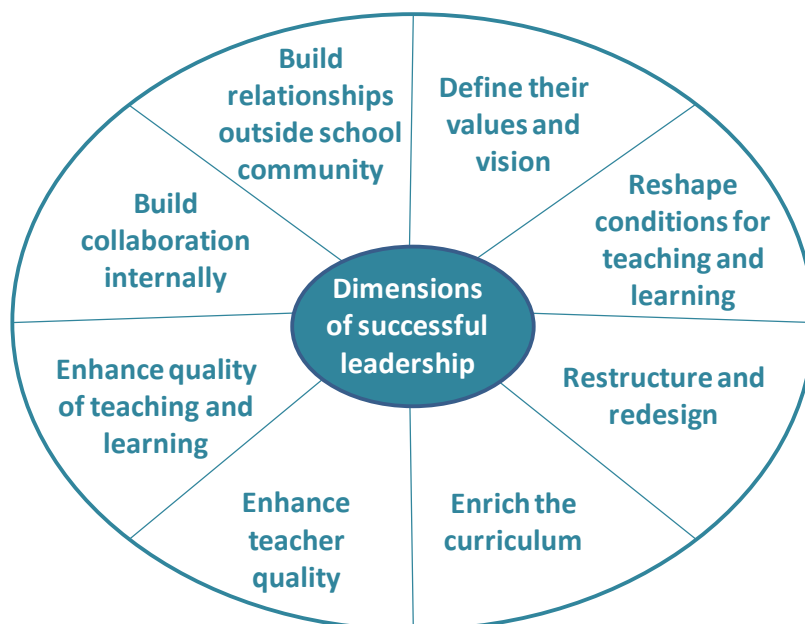 Build
relationships
outside school
community
Define their
values and
vision
Reshape
conditions for
teaching and
learning
Build
collaboration
internally
Dimensions
of successful
leadership
Enhance quality
of teaching and
learning
Restructure and
redesign
Enhance
teacher
quality
Enrich the
curriculum